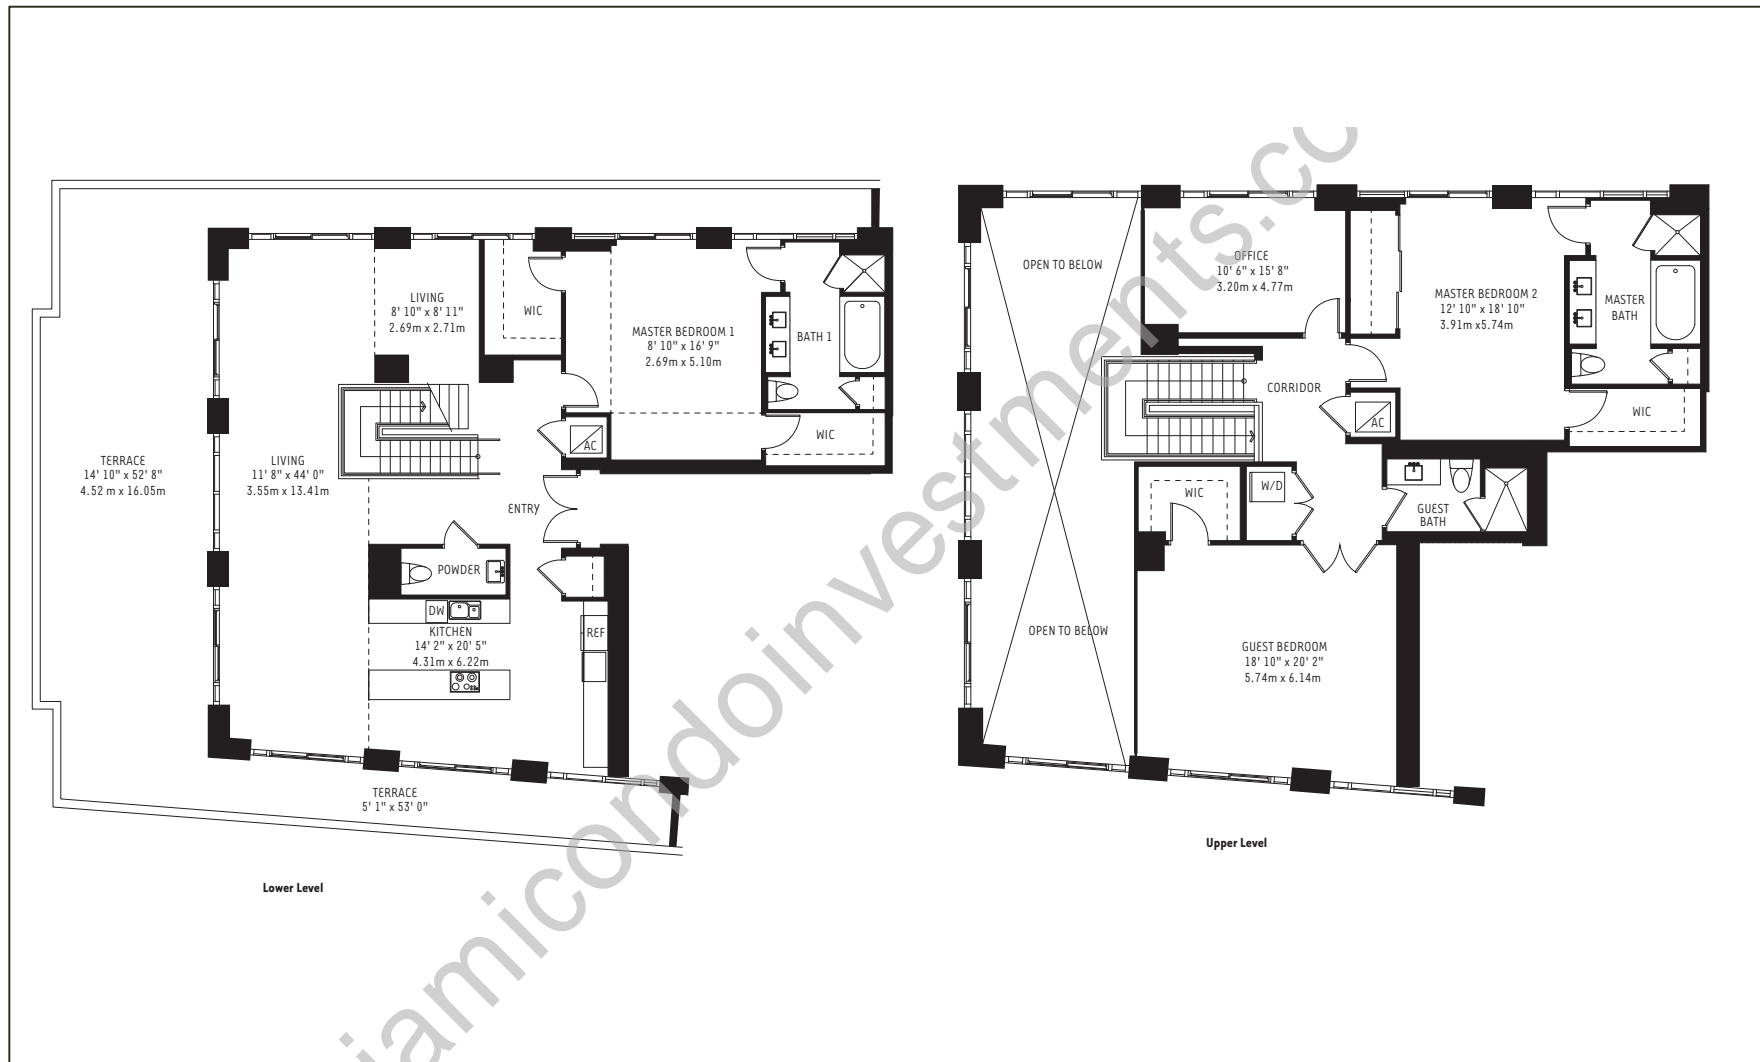 LIVING
8' 10" x 8' 11"
2.69m x 2.71m
WIC
MASTER BEDROOM 1
8' 10" x 16' 9"
2.69m x 5.10m
BATH 1
WIC
AC
TERRACE
14' 10" x 52' 8"
4.52 m x 16.05m
LIVING
11' 8" x 44' 0"
3.55m x 13.41m
ENTRY
POWDER
DW
KITCHEN
14' 2" x 20' 5"
4.31m x 6.22m
REF
TERRACE
5' 1" x 53' 0"
Lower Level
OPEN TO BELOW
OFFICE
10' 6" x 15' 8"
3.20m x 4.77m
MASTER BEDROOM 2
12' 10" x 18' 10"
3.91m x5.74m
MASTER
BATH
CORRIDOR
AC
WIC
WIC
W/D
GUEST
BATH
OPEN TO BELOW
GUEST BEDROOM
18' 10" x 20' 2"
5.74m x 6.14m
Upper Level
iamicondoinvestments.co